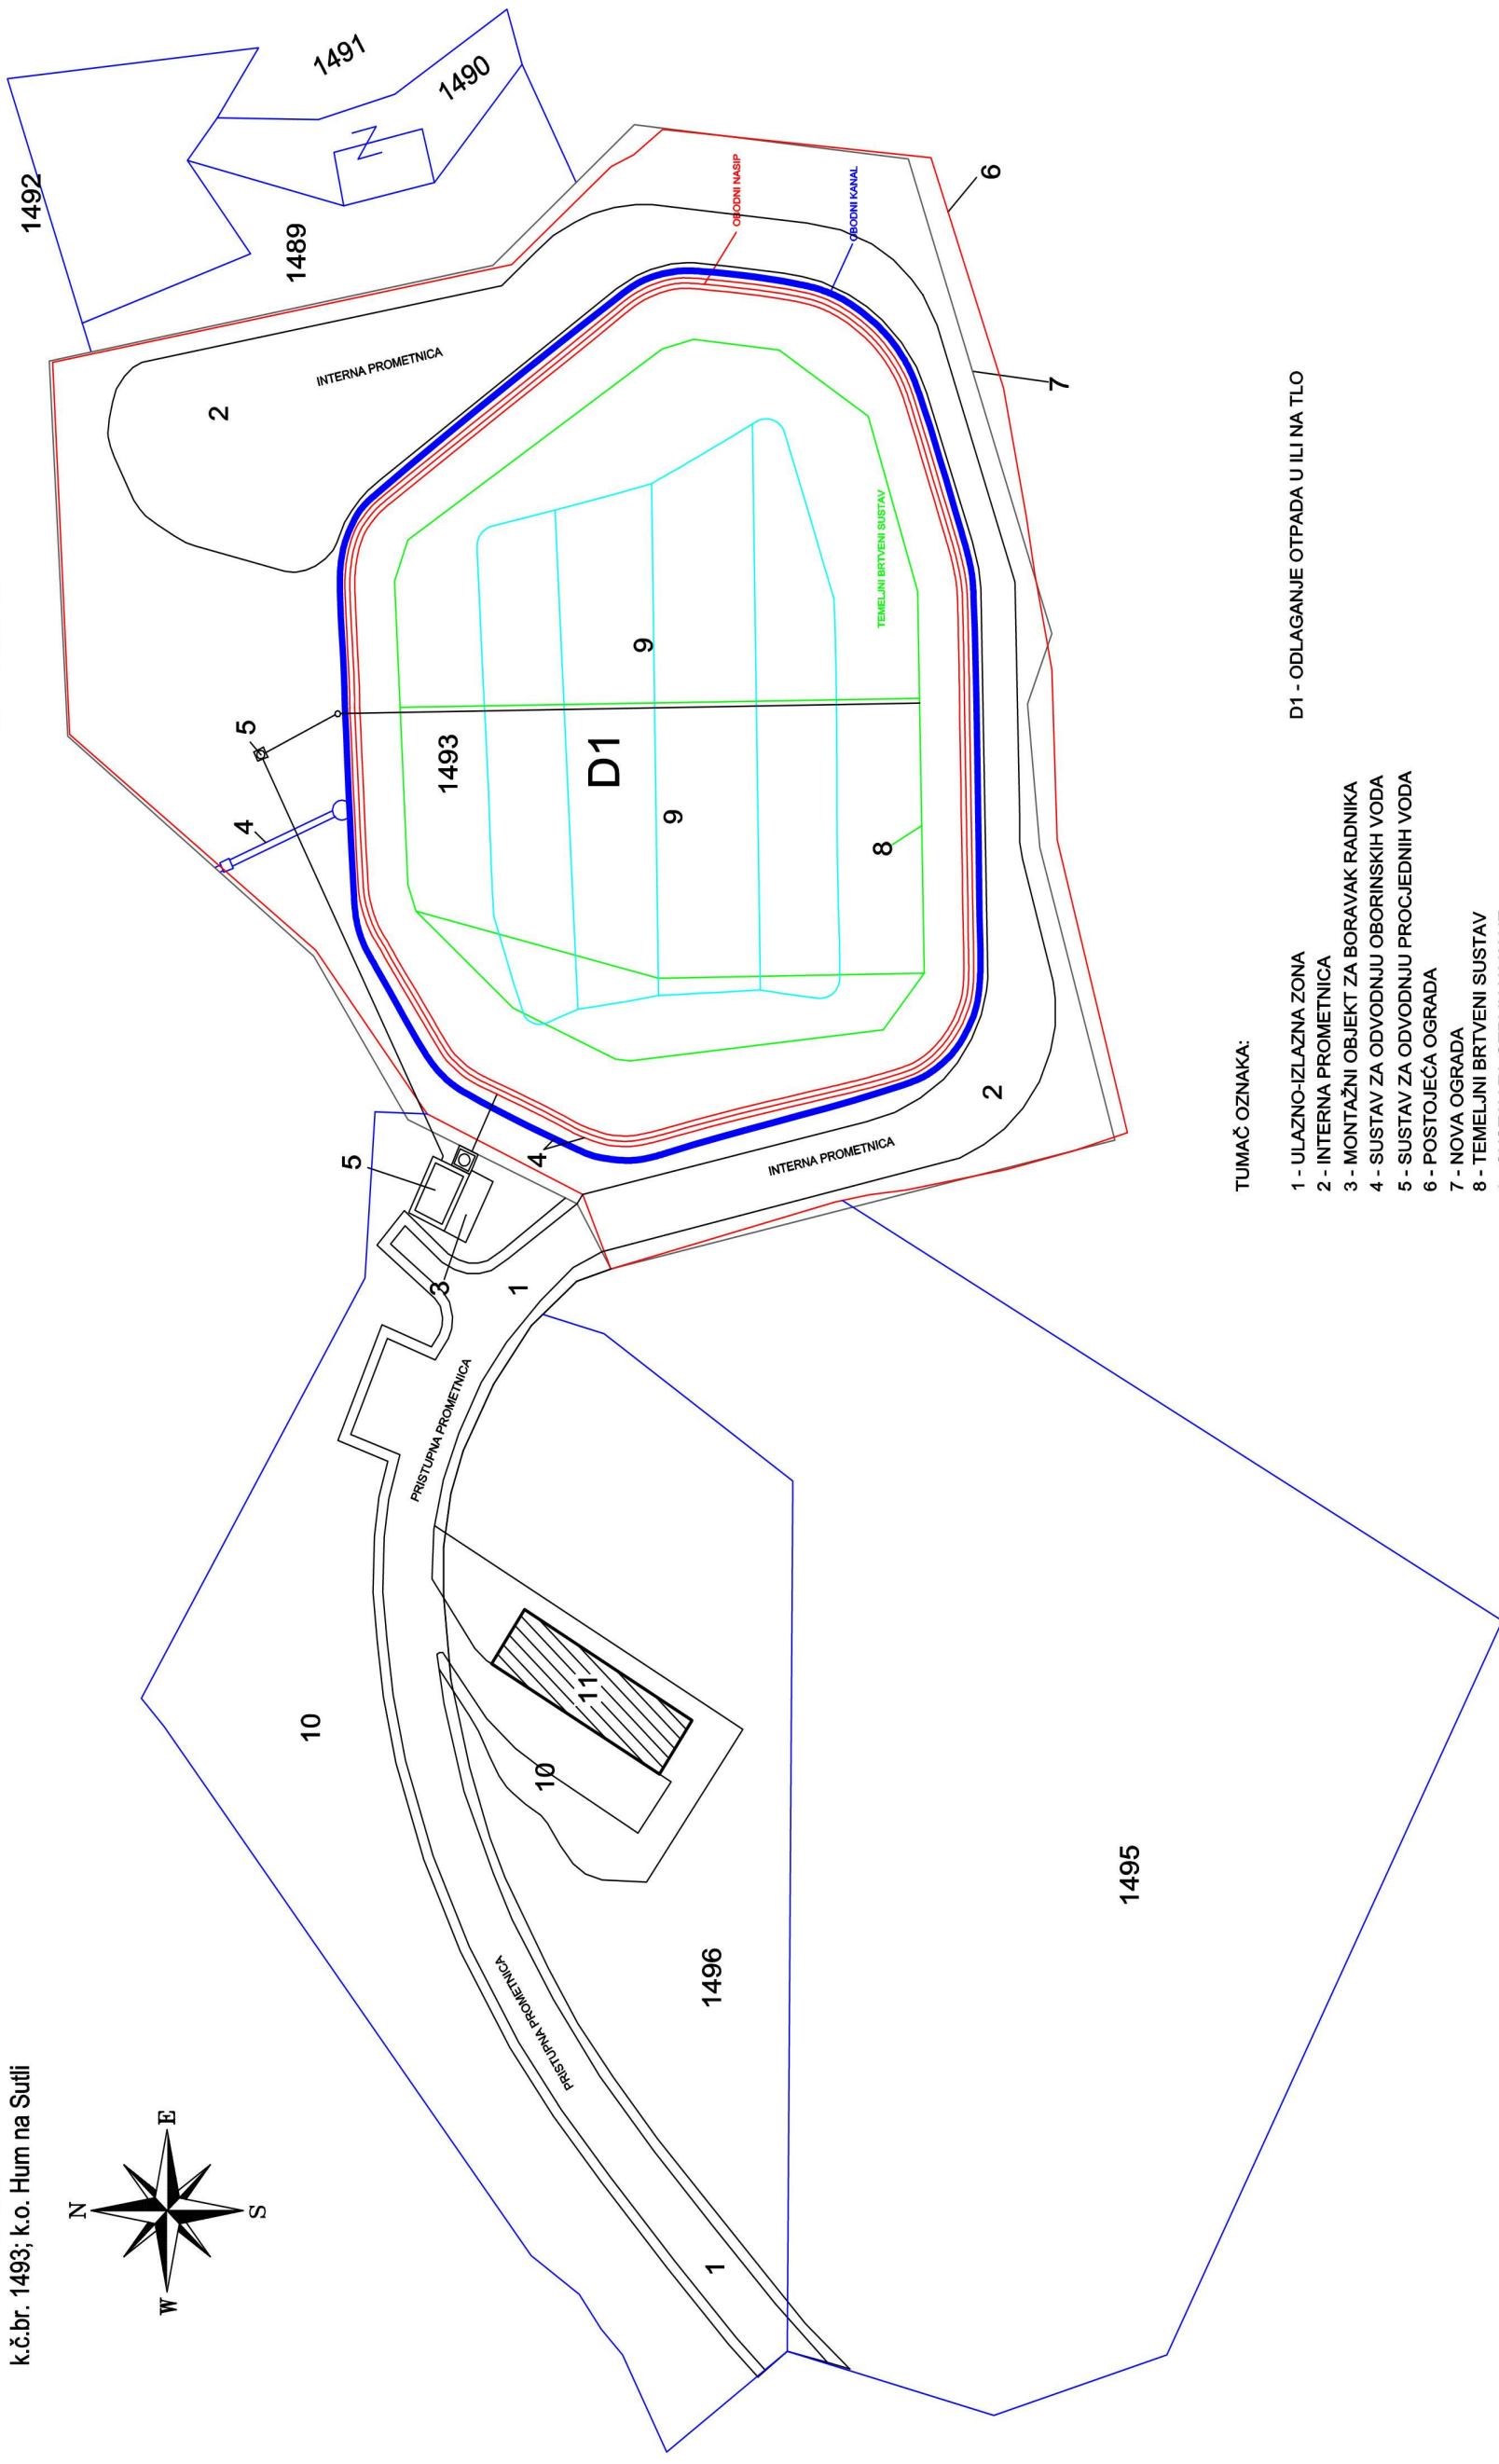 k.č.br. 1493; k.o. Hum na Sutli
N
W
E
S
1492
1491
1490
1489
2
INTERNA PROMETNICA
5
4
1493
D1
9
9
8
TEMELJNI BRTVENI SUSTAV
OBODNI NASIP
OBODNI KANAL
6
7
5
4
3
1
INTERNA PROMETNICA
2
PRISTUPNA PROMETNICA
10
11
10
PRISTUPNA PROMETNICA
1496
1
1495
TUMAČ OZNAKA:
1 - ULAZNO-IZLAZNA ZONA
2 - INTERNA PROMETNICA
3 - MONTAŽNI OBJEKT ZA BORAVAK RADNIKA
4 - SUSTAV ZA ODVODNJU OBORINSKIH VODA
5 - SUSTAV ZA ODVODNJU PROCJEDNIH VODA
6 - POSTOJEĆA OGRADA
7 - NOVA OGRADA
8 - TEMELJNI BRTVENI SUSTAV
D1 - ODLAGANJE OTPADA U ILI NA TLO